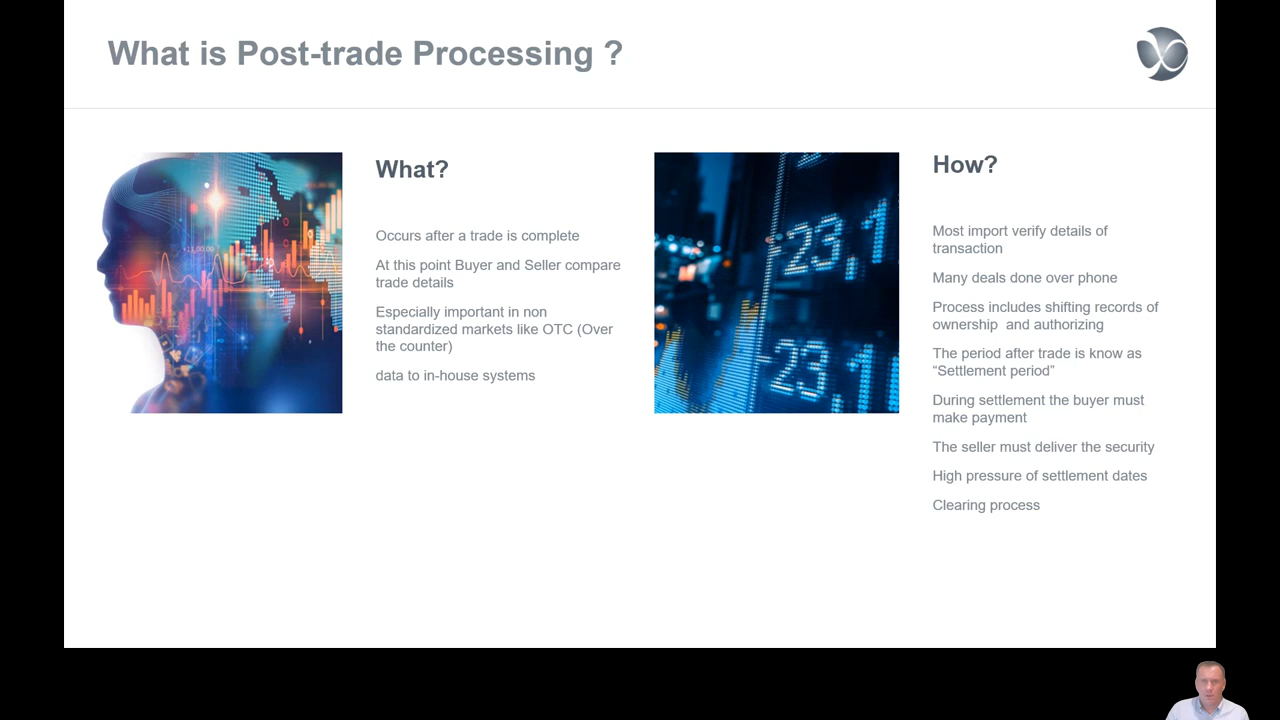 What is Post-trade Processing ?
What?
Occurs after a trade is complete
At this point Buyer and Seller compare
trade details
Especially important in non
standardized markets like OTC (Over
the counter)
data to in-house systems
23,1
23,1
How?
Most import verify details of
transaction
Many deals done over phone
Process includes shifting records of
ownership  and authorizing
The period after trade is know as
“Settlement period”
During settlement the buyer must
make payment
The seller must deliver the security
High pressure of settlement dates
Clearing process